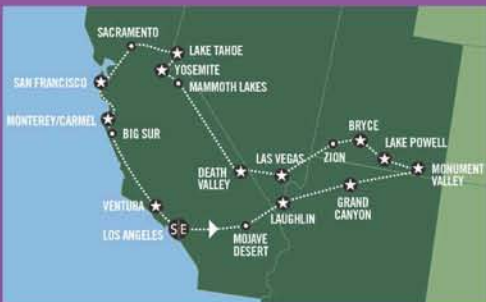 SACRAMENTO
LAKE TAHOE
YOSEMITE
SAN FRANCISCO
MAMMOTH LAKES
MONTEREY/CARMEL
BIG SUR
BRYCE
LAKE POWELL
LAS VEGAS
ZION
DEATH
VALLEY
MONUMENT
VALLEY
GRAND
CANYON
VENTURA
LAUGHLIN
LOS ANGELES
S E
MOJAVE
DESERT